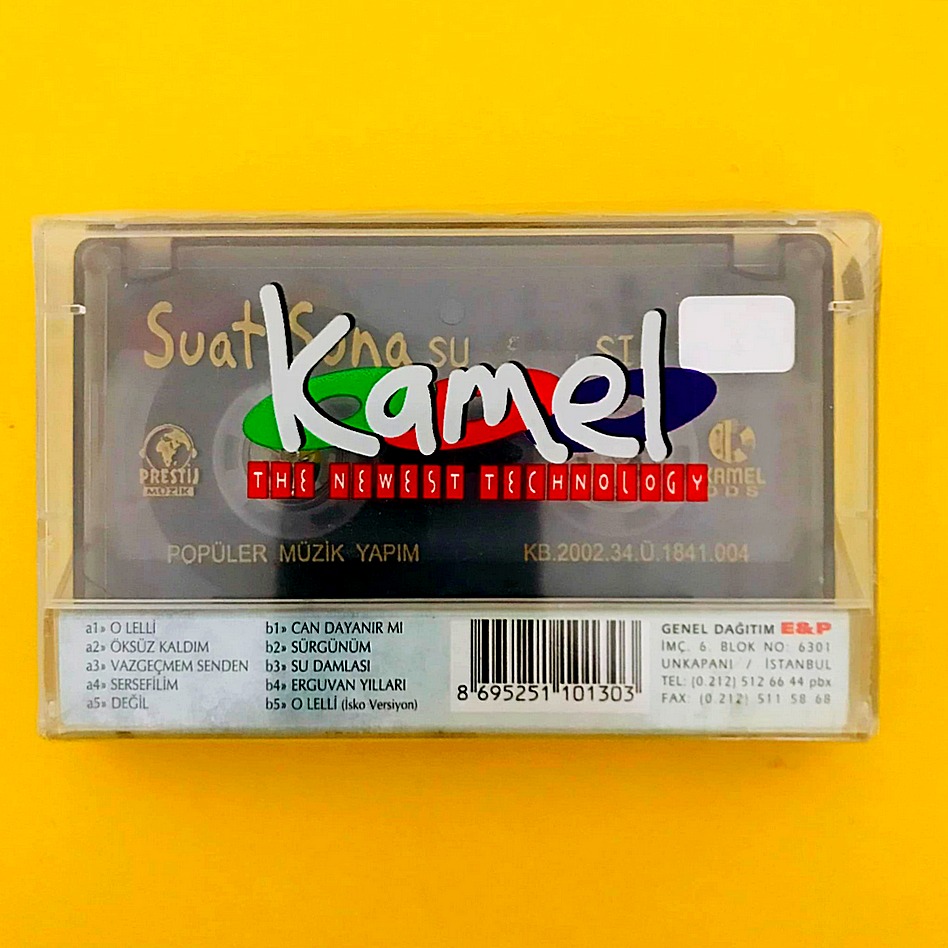 Suat Suna SU
Kamel
THE NEWEST TECHNOLOGY
PRESTIJ
MÜZİK
KAMEL
DDS
POPÜLER MÜZİK YAPIM
KB.2002.34.Ü.1841.004
a1» O LELLİ
a2» ÖKSÜZ KALDIM
a3» VAZGEÇMEM SENDEN
a4» SERSEFİLİM
a5» DEĞİL
b1» CAN DAYANIR MI
b2» SÜRGÜNÜM
b3» SU DAMLASI
b4» ERGUVAN YILLARI
b5» O LELLİ (İsko Versiyon)
8 695251 101303
GENEL DAĞITIM E&P
İMÇ. 6. BLOK NO: 6301
UNKAPANI / İSTANBUL
TEL: (0.212) 512 66 44 pbx
FAX: (0.212) 511 58 68